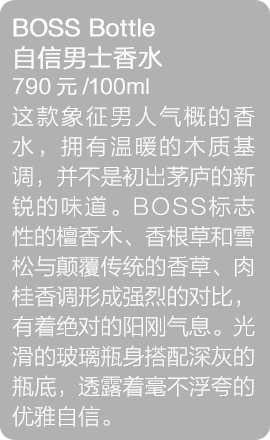 BOSS Bottle
自信男士香水
790 元 /100ml
这款象征男人气概的香
水，拥有温暖的木质基
调，并不是初出茅庐的新
锐的味道。BOSS标志
性的檀香木、香根草和雪
松与颠覆传统的香草、肉
桂香调形成强烈的对比，
有着绝对的阳刚气息。光
滑的玻璃瓶身搭配深灰的
瓶底，透露着毫不浮夸的
优雅自信。